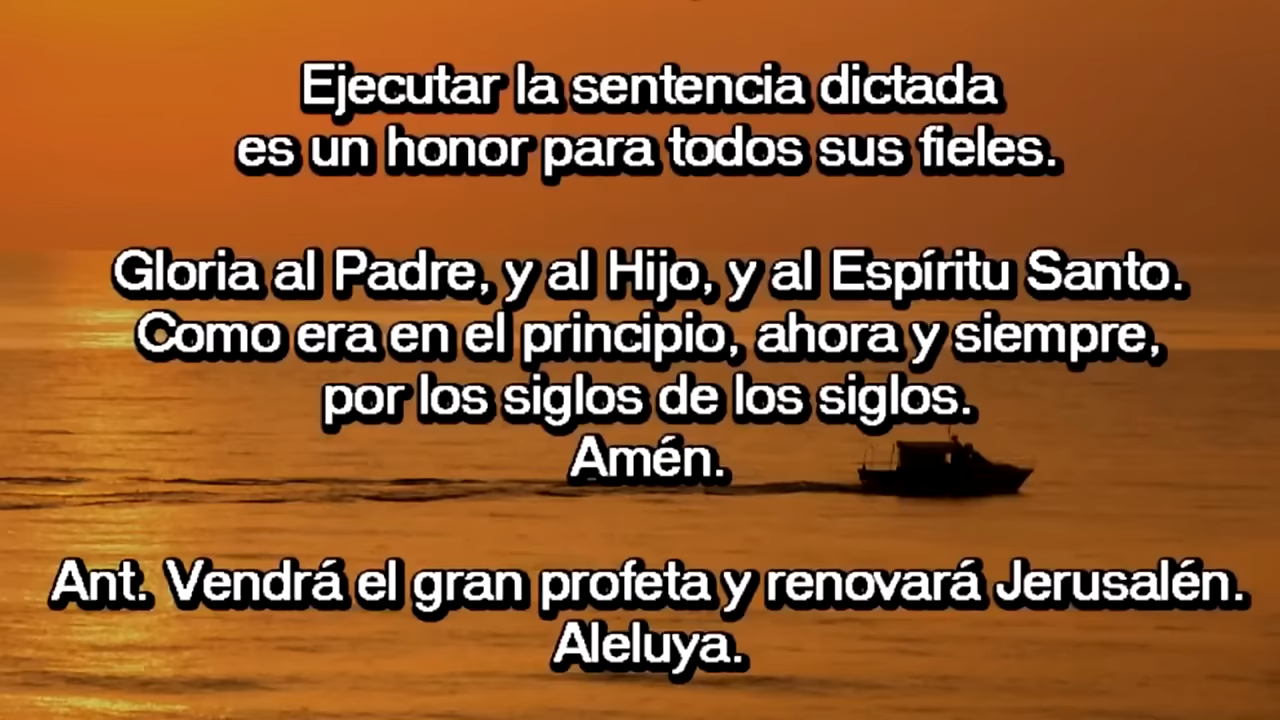 Ejecutar la sentencia dictada
es un honor para todos sus fieles.
Gloria al Padre, y al Hijo, y al Espíritu Santo.
Como era en el principio, ahora y siempre,
por los siglos de los siglos.
Amén.
Ant. Vendrá el gran profeta y renovará Jerusalén.
Aleluya.